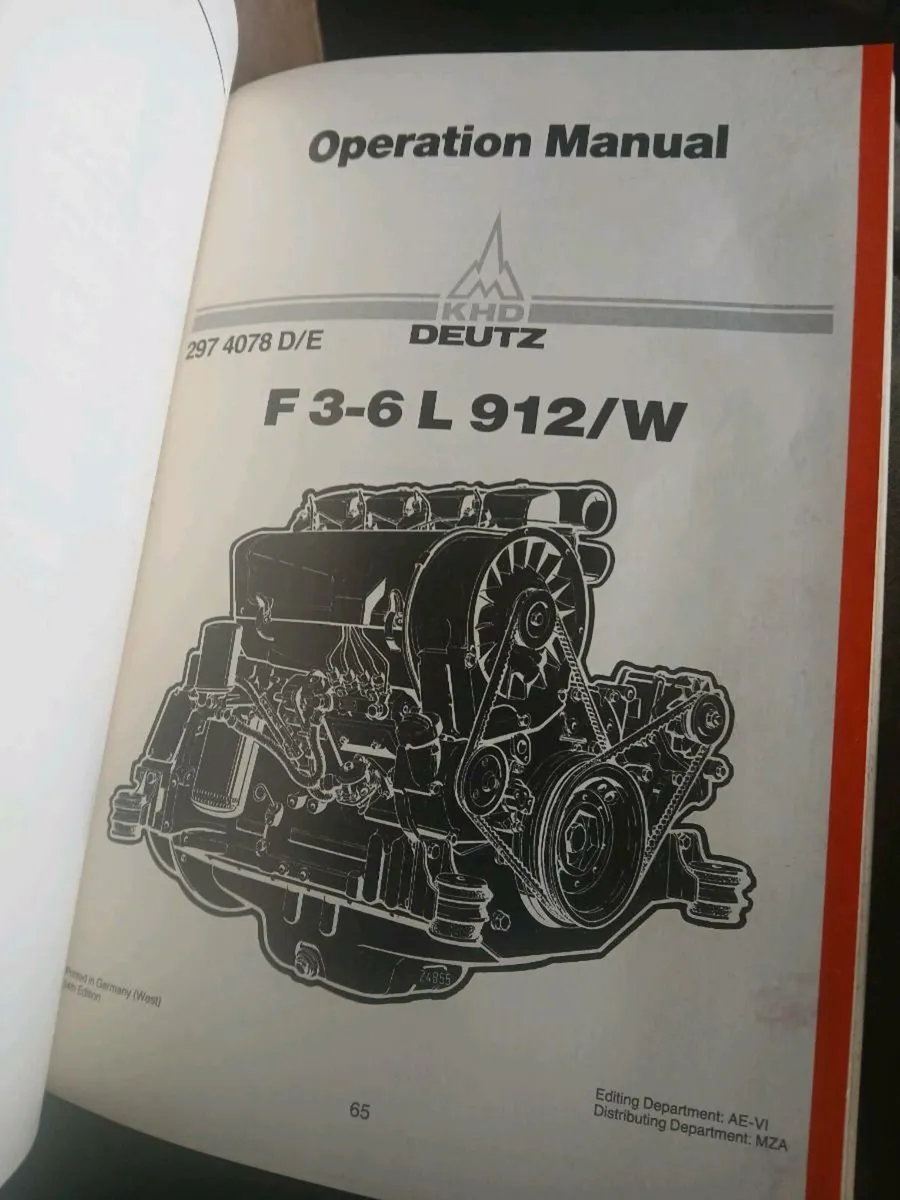 Operation Manual
KHD
DEUTZ
297 4078 D/E
F 3-6 L 912/W
24855
Printed in Germany (West)
Edition
65
Editing Department: AE-VI
Distributing Department: MZA